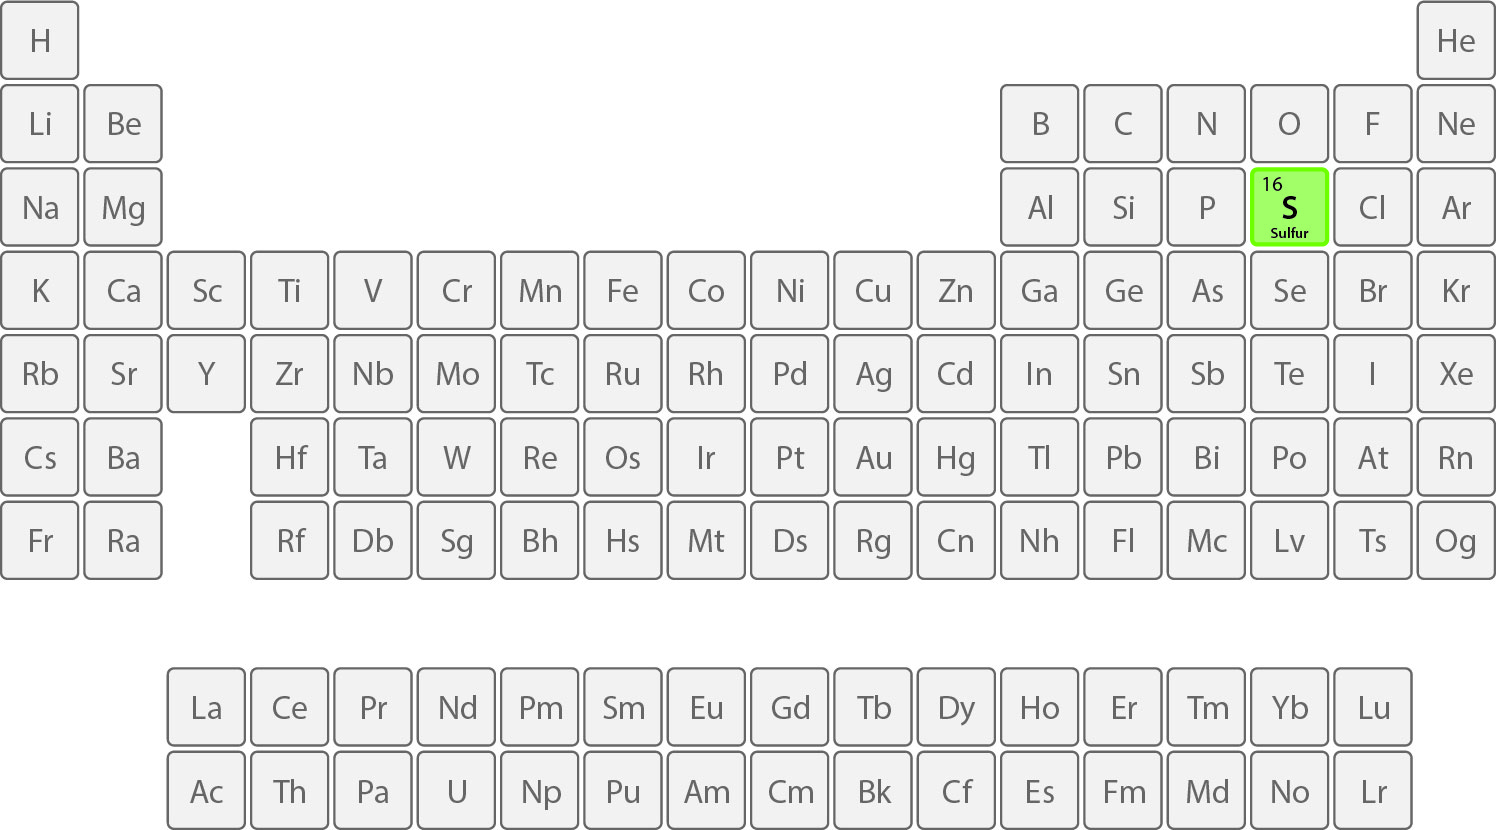 H He
Li Be B C N O F Ne
Na Mg Al Si P 16 S Sulfur Cl Ar
K Ca Sc Ti V Cr Mn Fe Co Ni Cu Zn Ga Ge As Se Br Kr
Rb Sr Y Zr Nb Mo Tc Ru Rh Pd Ag Cd In Sn Sb Te I Xe
Cs Ba Hf Ta W Re Os Ir Pt Au Hg Tl Pb Bi Po At Rn
Fr Ra Rf Db Sg Bh Hs Mt Ds Rg Cn Nh Fl Mc Lv Ts Og
La Ce Pr Nd Pm Sm Eu Gd Tb Dy Ho Er Tm Yb Lu
Ac Th Pa U Np Pu Am Cm Bk Cf Es Fm Md No Lr